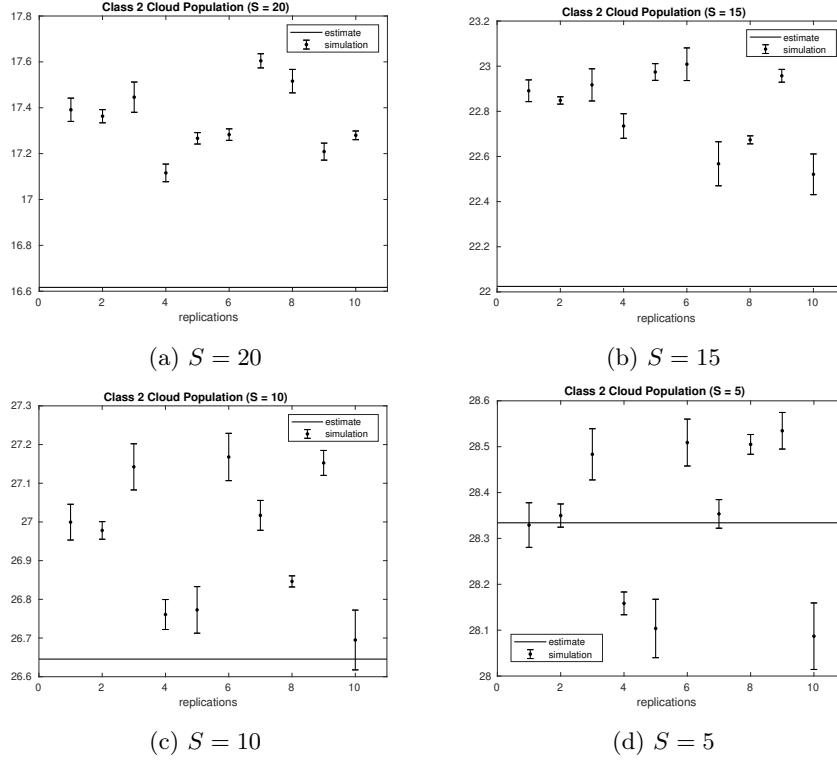 Class 2 Cloud Population (S = 20)
17.8
17.6
17.4
17.2
17
16.8
16.6
0 2 4 6 8 10
replications
estimate
simulation
(a) S = 20
Class 2 Cloud Population (S = 15)
23.2
23
22.8
22.6
22.4
22.2
22
0 2 4 6 8 10
replications
estimate
simulation
(b) S = 15
Class 2 Cloud Population (S = 10)
27.3
27.2
27.1
27
26.9
26.8
26.7
26.6
0 2 4 6 8 10
replications
estimate
simulation
(c) S = 10
Class 2 Cloud Population (S = 5)
28.6
28.5
28.4
28.3
28.2
28.1
28
0 2 4 6 8 10
replications
estimate
simulation
(d) S = 5